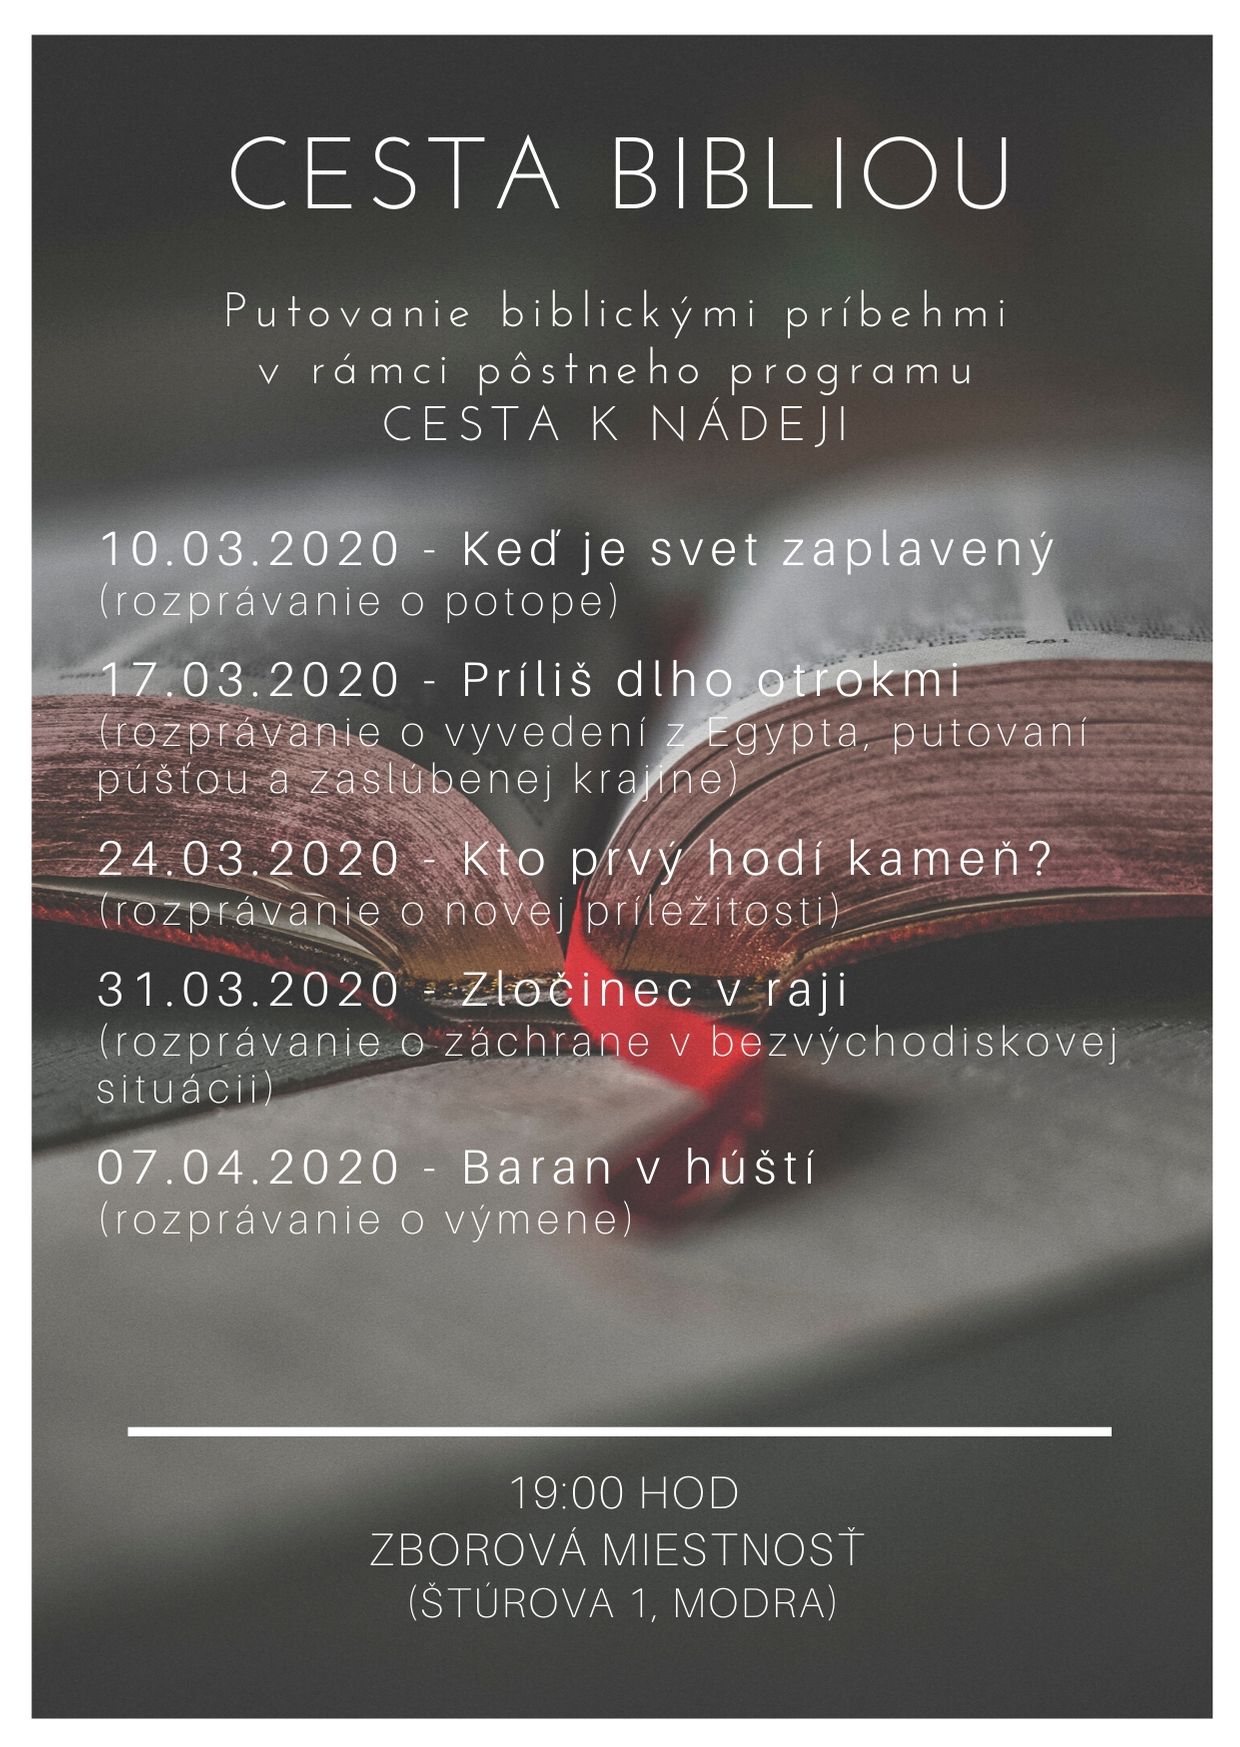 CESTA BIBLIOU
Putovanie biblickými príbehmi
v rámci pôstneho programu
CESTA K NÁDEJI
10.03.2020 - Keď je svet zaplavený
(rozprávanie o potope)
17.03.2020 - Príliš dlho otrokmi
(rozprávanie o vyvedení z Egypta, putovaní
púšťou a zaslúbenej krajine)
24.03.2020 - Kto prvý hodí kameň?
(rozprávanie o novej príležitosti)
31.03.2020 - Zločinec v raji
(rozprávanie o záchrane v bezvýchodiskovej
situácii)
07.04.2020 - Baran v húští
(rozprávanie o výmene)
19:00 HOD
ZBOROVÁ MIESTNOSŤ
(ŠTÚROVA 1, MODRA)